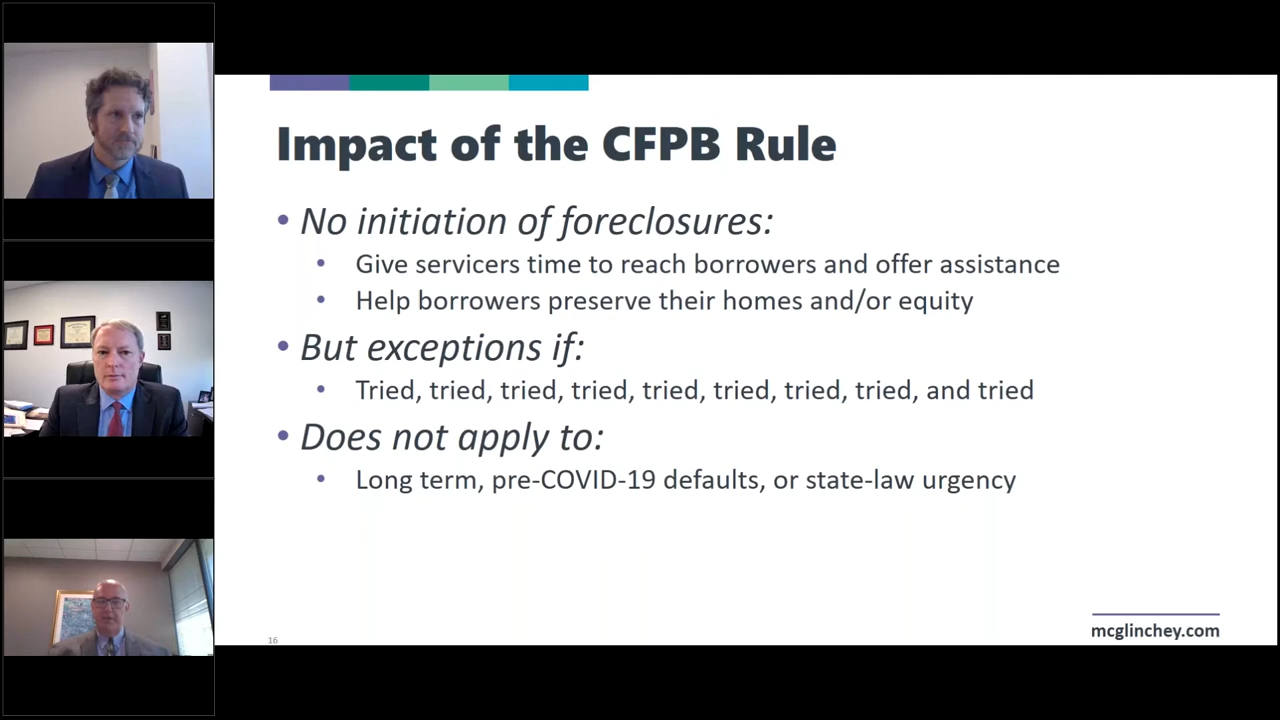 Impact of the CFPB Rule
• No initiation of foreclosures:
• Give servicers time to reach borrowers and offer assistance
• Help borrowers preserve their homes and/or equity
• But exceptions if:
• Tried, tried, tried, tried, tried, tried, tried, tried, and tried
• Does not apply to:
• Long term, pre-COVID-19 defaults, or state-law urgency
16
mcglinchey.com